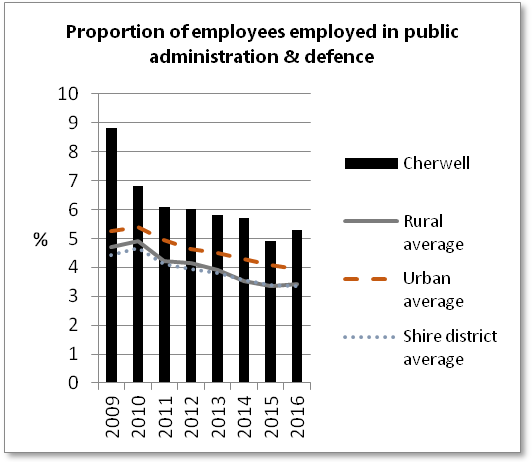 Proportion of employees employed in public
administration & defence
10
9
8
7
6
5
4
3
2
1
0
%
2009
2010
2011
2012
2013
2014
2015
2016
Cherwell
Rural
average
Urban
average
Shire district
average